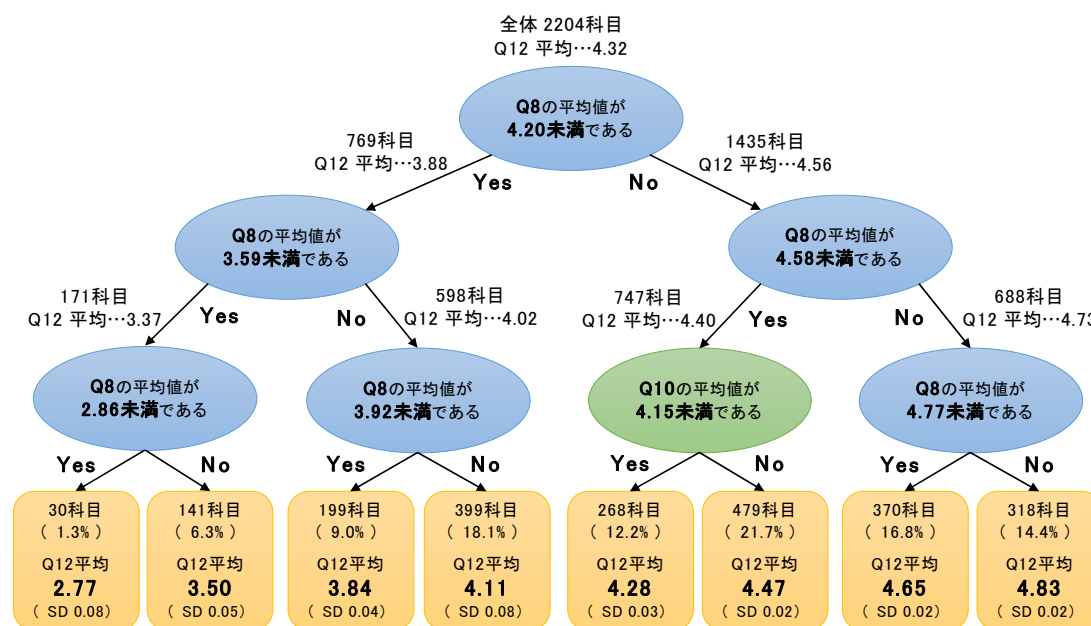 全体 2204科目
Q12 平均…4.32
Q8の平均値が
4.20未満である
769科目
Q12 平均…3.88
Yes
No
1435科目
Q12 平均…4.56
Q8の平均値が
3.59未満である
Q8の平均値が
4.58未満である
171科目
Q12 平均…3.37
Yes
No
598科目
Q12 平均…4.02
747科目
Q12 平均…4.40
Yes
No
688科目
Q12 平均…4.73
Q8の平均値が
2.86未満である
Q8の平均値が
3.92未満である
Q10の平均値が
4.15未満である
Q8の平均値が
4.77未満である
Yes
No
Yes
No
Yes
No
Yes
No
30科目
( 1.3% )
Q12平均
2.77
( SD 0.08)
141科目
( 6.3% )
Q12平均
3.50
( SD 0.05)
199科目
( 9.0% )
Q12平均
3.84
( SD 0.04)
399科目
( 18.1% )
Q12平均
4.11
( SD 0.08)
268科目
( 12.2% )
Q12平均
4.28
( SD 0.03)
479科目
( 21.7% )
Q12平均
4.47
( SD 0.02)
370科目
( 16.8% )
Q12平均
4.65
( SD 0.02)
318科目
( 14.4% )
Q12平均
4.83
( SD 0.02)